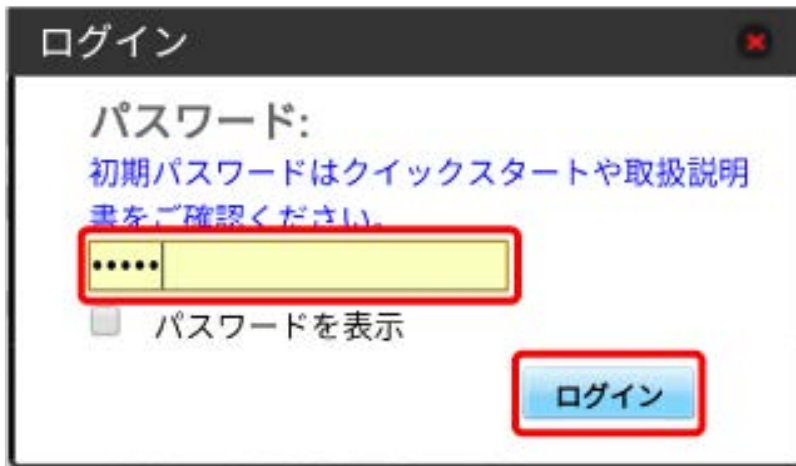 ログイン
パスワード:
初期パスワードはクイックスタートや取扱説明
書をご確認ください。
•••••
パスワードを表示
ログイン